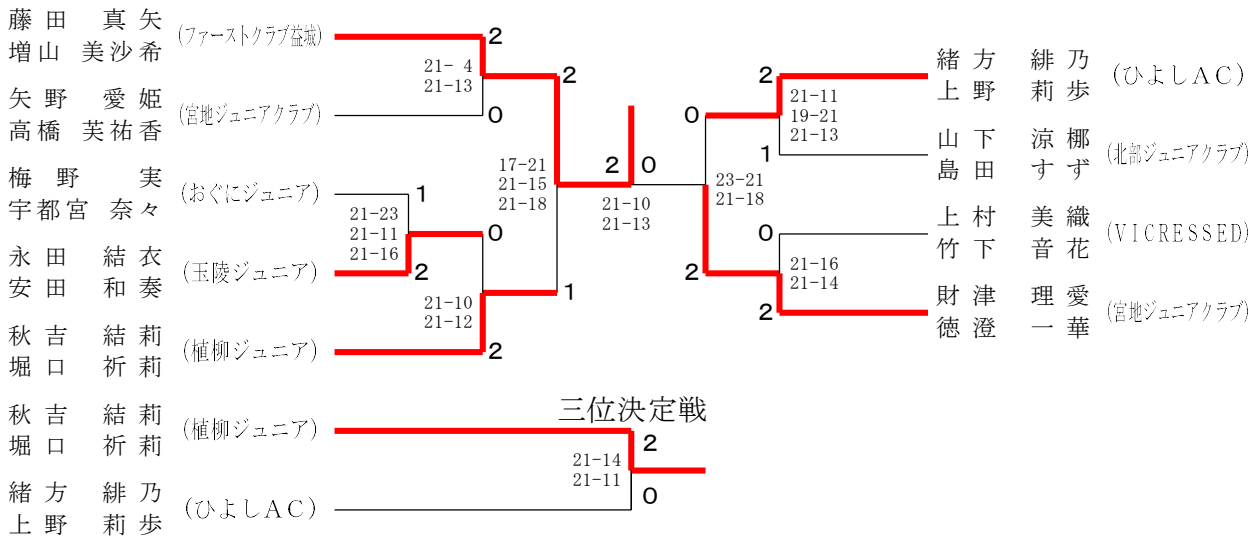 藤田 真矢
増山 美沙希
(ファーストクラブ益城)
2
21- 4
21-13
0
矢野 愛姫
高橋 芙祐香
(宮地ジュニアクラブ)
2
17-21
21-15
21-18
1
梅野 実
宇都宮 奈々
(おぐにジュニア)
1
21-23
21-11
21-16
2
永田 結衣
安田 和奏
(玉陵ジュニア)
0
21-10
21-12
2
秋吉 結莉
堀口 祈莉
(植柳ジュニア)
2 0
21-10
21-13
緒方 緋乃
上野 莉歩
(ひよしAC)
2
21-11
19-21
21-13
1
山下 涼梛
島田 すず
(北部ジュニアクラブ)
0
23-21
21-18
2
上村 美織
竹下 音花
(VICRESSED)
0
21-16
21-14
2
財津 理愛
徳澄 一華
(宮地ジュニアクラブ)
三位決定戦
秋吉 結莉
堀口 祈莉
(植柳ジュニア)
2
21-14
21-11
0
緒方 緋乃
上野 莉歩
(ひよしAC)